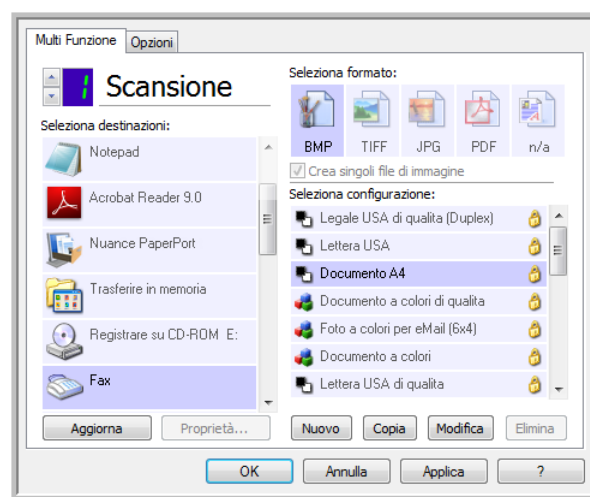 Multi Funzione
Opzioni
1 Scansione
Seleziona destinazioni:
Notepad
Acrobat Reader 9.0
Nuance PaperPort
Trasferire in memoria
Registrare su CD-ROM E:
Fax
Aggiorna
Proprietà...
Seleziona formato:
BMP
TIFF
JPG
PDF
n/a
Crea singoli file di immagine
Seleziona configurazione:
Legale USA di qualita (Duplex)
Lettera USA
Documento A4
Documento a colori di qualita
Foto a colori per eMail (6x4)
Documento a colori
Lettera USA di qualita
Nuovo
Copia
Modifica
Elimina
OK
Annulla
Applica
?